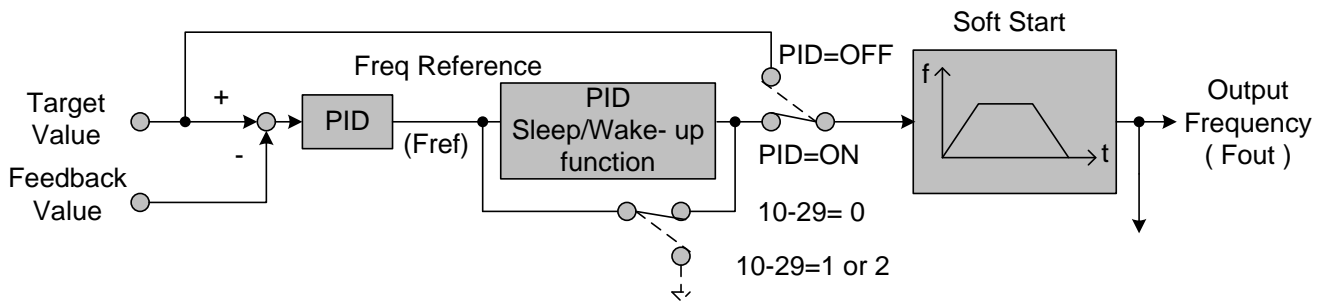 Soft Start
PID=OFF
f
t
Freq Reference
Target
Value
+
-
PID
(Fref)
PID
Sleep/Wake- up
function
PID=ON
Output
Frequency
( Fout )
Feedback
Value
10-29= 0
10-29=1 or 2